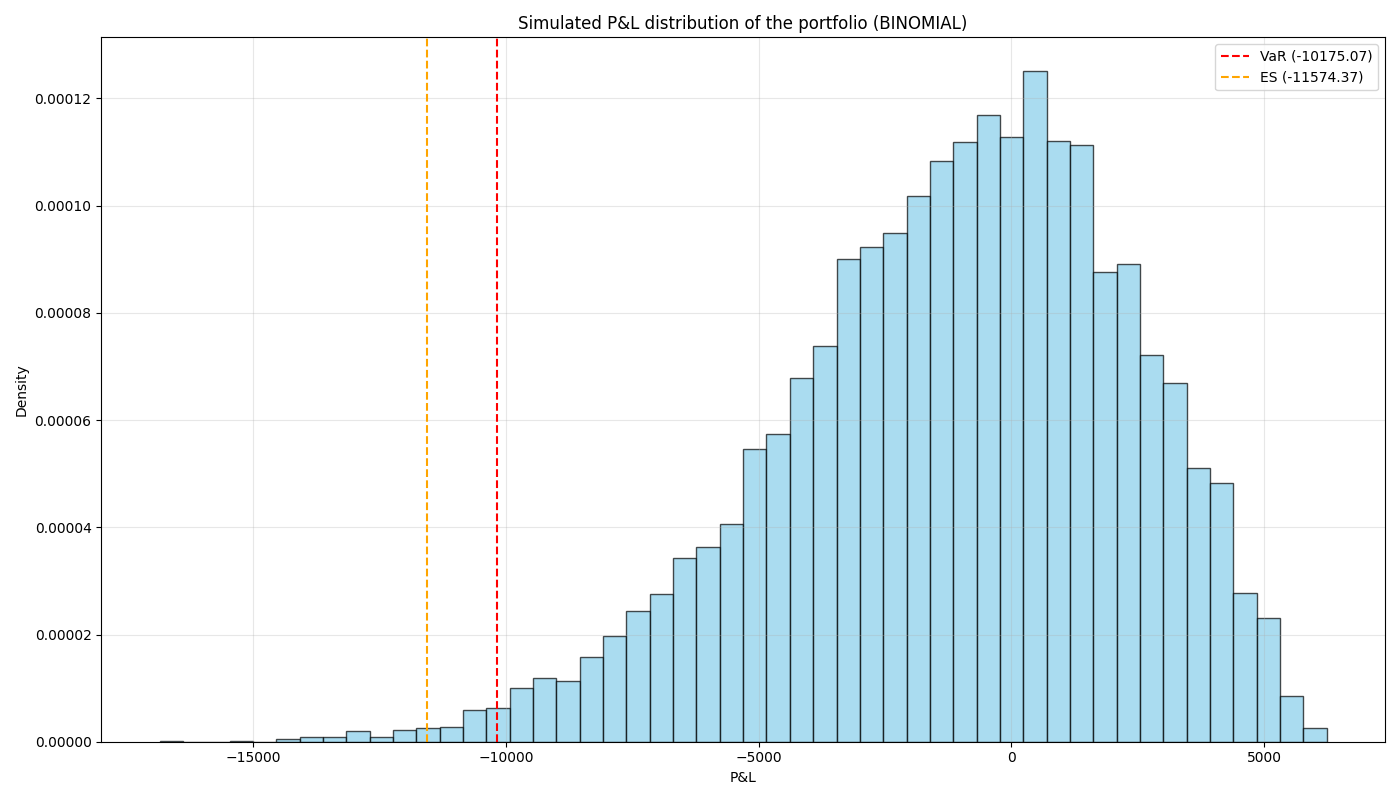 Simulated P&L distribution of the portfolio (BINOMIAL)
VaR (-10175.07)
ES (-11574.37)
0.00012
0.00010
0.00008
0.00006
0.00004
0.00002
0.00000
Density
−15000 −10000 −5000 0 5000
P&L